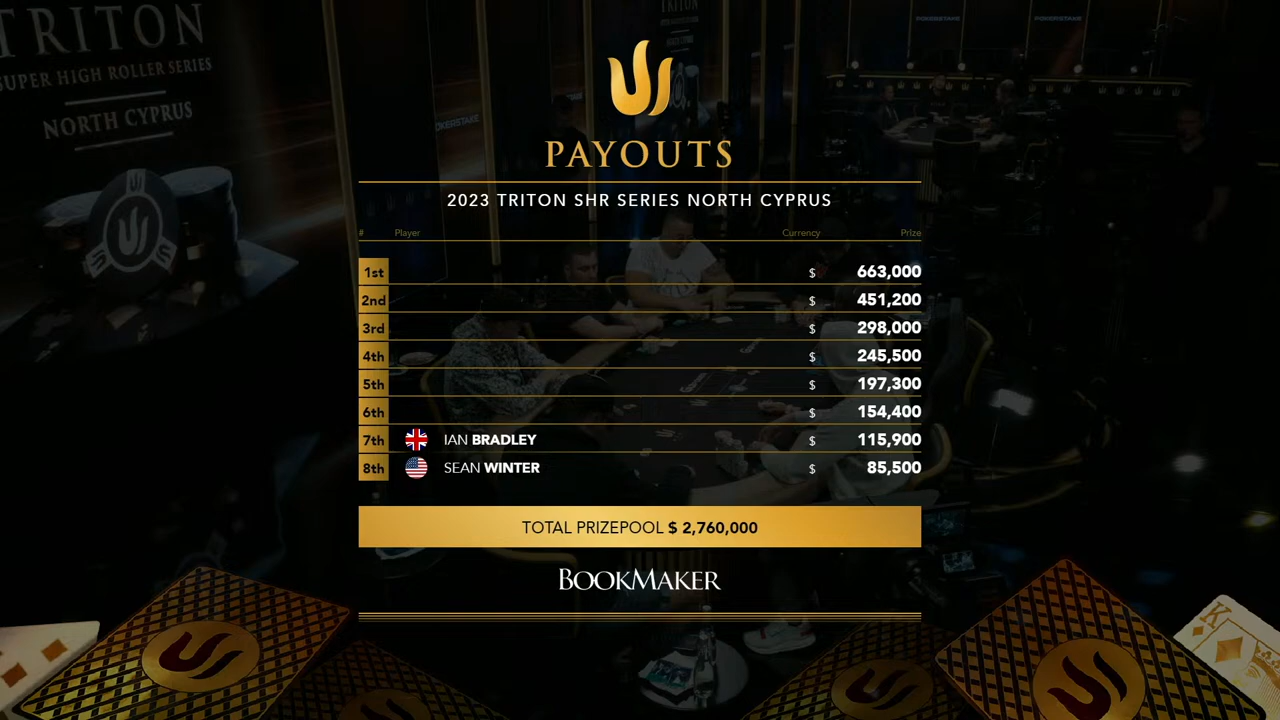 TRITON
SUPER HIGH ROLLER SERIES
NORTH CYPRUS
POKERSTAKE
POKERSTAKE
PAYOUTS
2023 TRITON SHR SERIES NORTH CYPRUS
# Player Currency Prize
1st $ 663,000
2nd $ 451,200
3rd $ 298,000
4th $ 245,500
5th $ 197,300
6th $ 154,400
7th IAN BRADLEY $ 115,900
8th SEAN WINTER $ 85,500
TOTAL PRIZEPOOL $ 2,760,000
BOOKMAKER
K